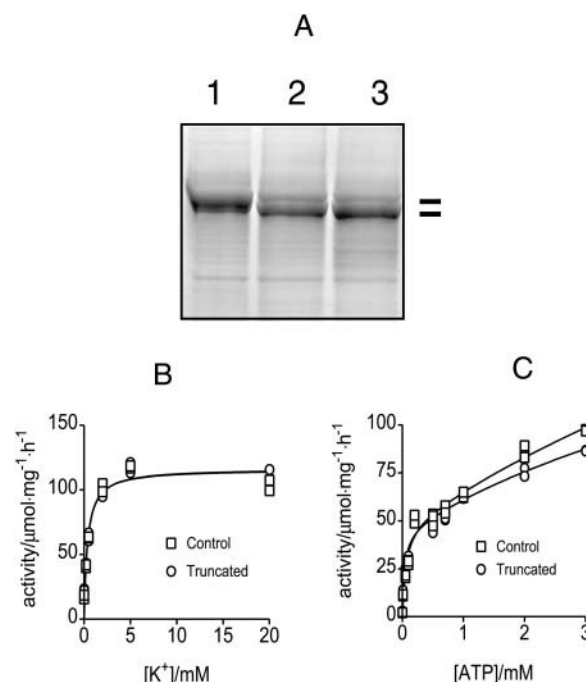 A
1 2 3
=
B
C
activity/μmol·mg⁻¹·h⁻¹
150
100
50
0
Control
Truncated
0 5 10 15 20
[K⁺]/mM
activity/μmol·mg⁻¹·h⁻¹
100
75
50
25
0
Control
Truncated
0 1 2 3
[ATP]/mM